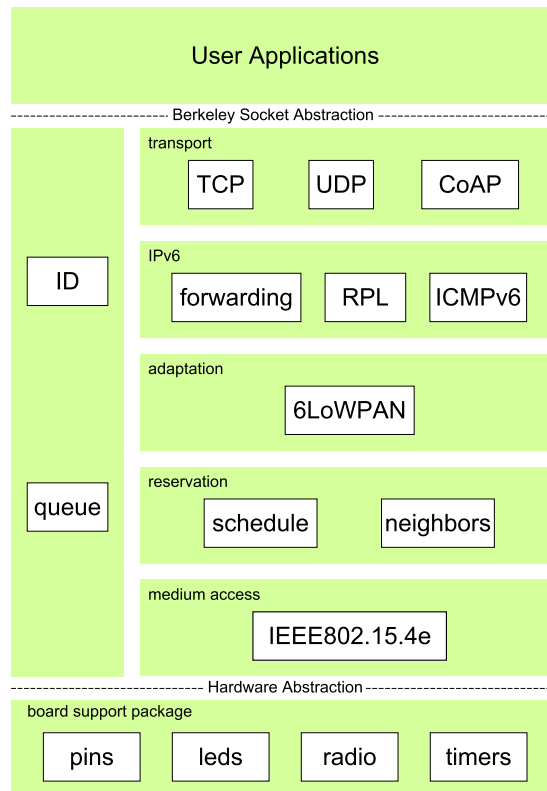 User Applications
Berkeley Socket Abstraction
ID
queue
transport
TCP UDP CoAP
IPv6
forwarding RPL ICMPv6
adaptation
6LoWPAN
reservation
schedule neighbors
medium access
IEEE802.15.4e
Hardware Abstraction
board support package
pins leds radio timers